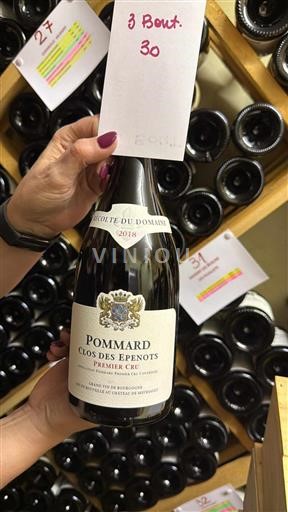 3 Bout.
30
27
31
RÉCOLTE DU DOMAINE
2018
VINJOU
POMMARD
CLOS DES EPENOTS
PREMIER CRU
APPELLATION POMMARD PREMIER CRU CONTRÔLÉE
GRAND VIN DE BOURGOGNE
MIS EN BOUTEILLE AU CHÂTEAU DE MEURSAULT